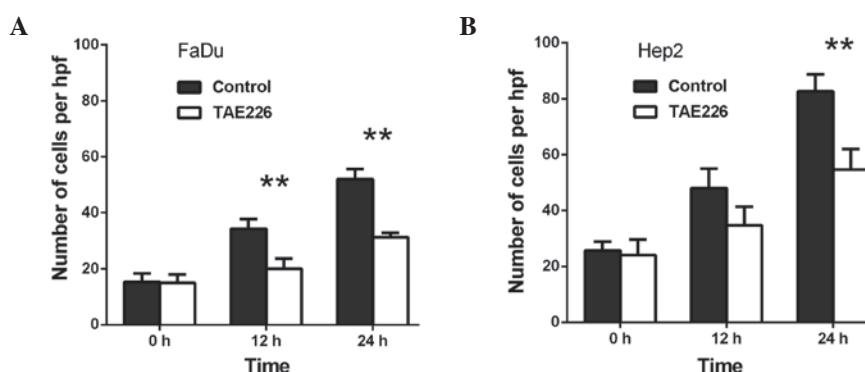 A
FaDu
Control
TAE226
Number of cells per hpf
100
80
60
40
20
0
**
**
0 h
12 h
24 h
Time
B
Hep2
Control
TAE226
Number of cells per hpf
100
80
60
40
20
0
**
0 h
12 h
24 h
Time